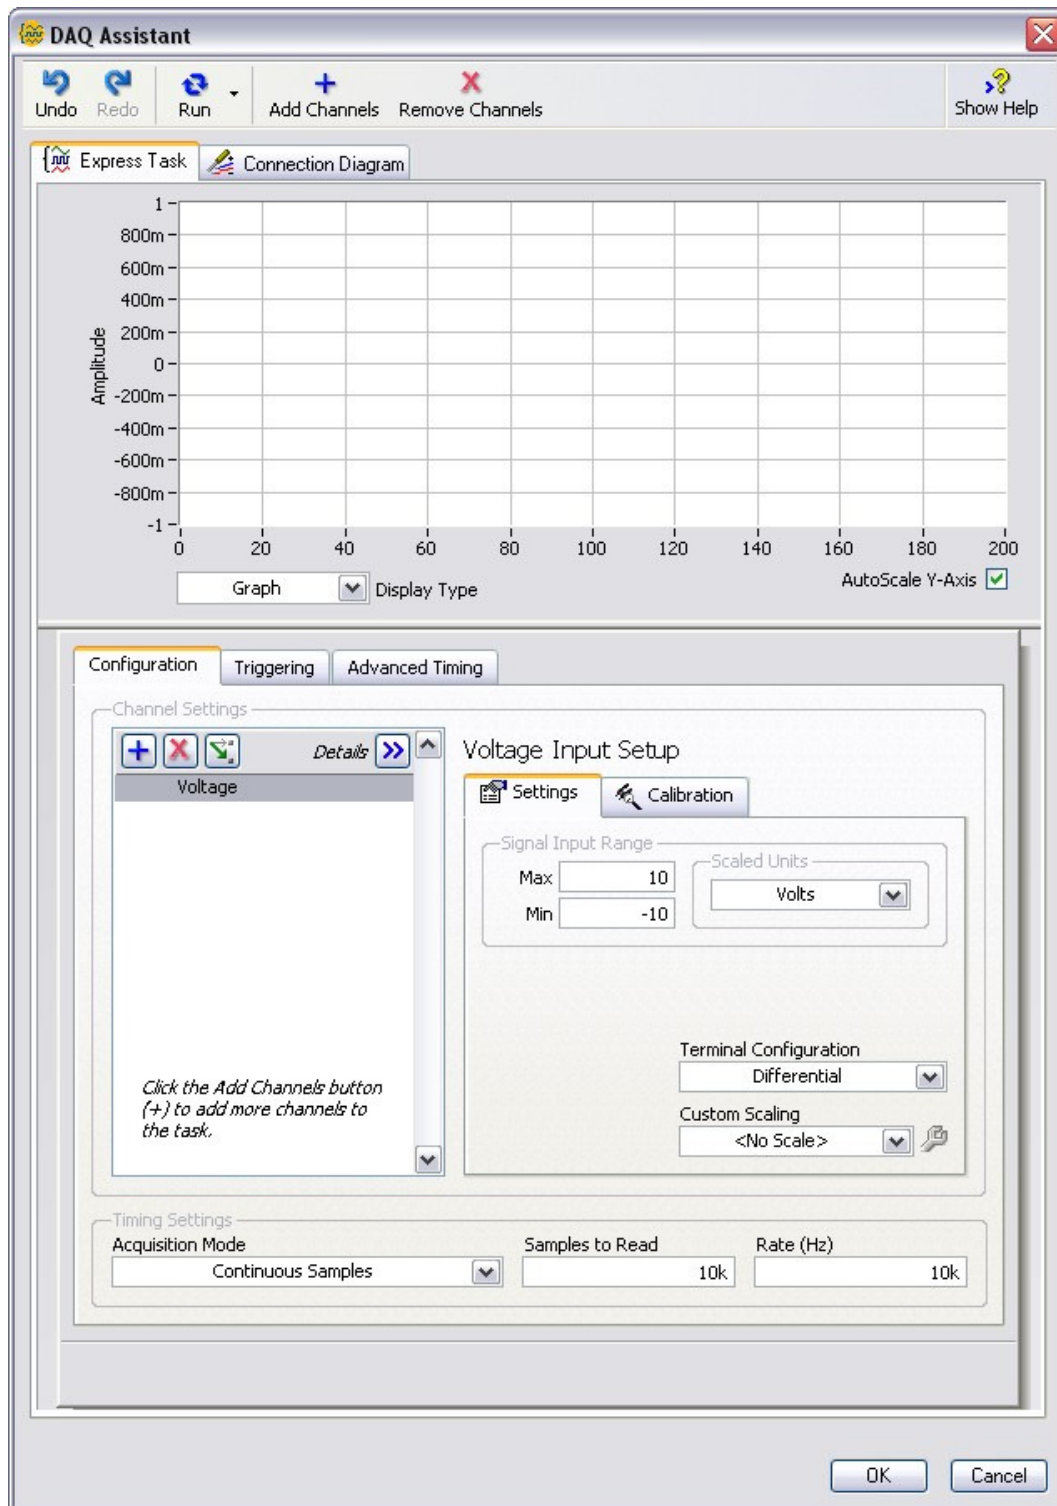 DAQ Assistant
Undo Redo Run Add Channels Remove Channels Show Help
Express Task Connection Diagram
1
800m
600m
400m
200m
0
-200m
-400m
-600m
-800m
-1
Amplitude
0 20 40 60 80 100 120 140 160 180 200
Graph Display Type AutoScale Y-Axis
Configuration Triggering Advanced Timing
Channel Settings
Details
Voltage
Click the Add Channels button
(+) to add more channels to
the task.
Voltage Input Setup
Settings Calibration
Signal Input Range
Max 10
Min -10
Scaled Units
Volts
Terminal Configuration
Differential
Custom Scaling
<No Scale>
Timing Settings
Acquisition Mode Samples to Read Rate (Hz)
Continuous Samples 10k 10k
OK Cancel